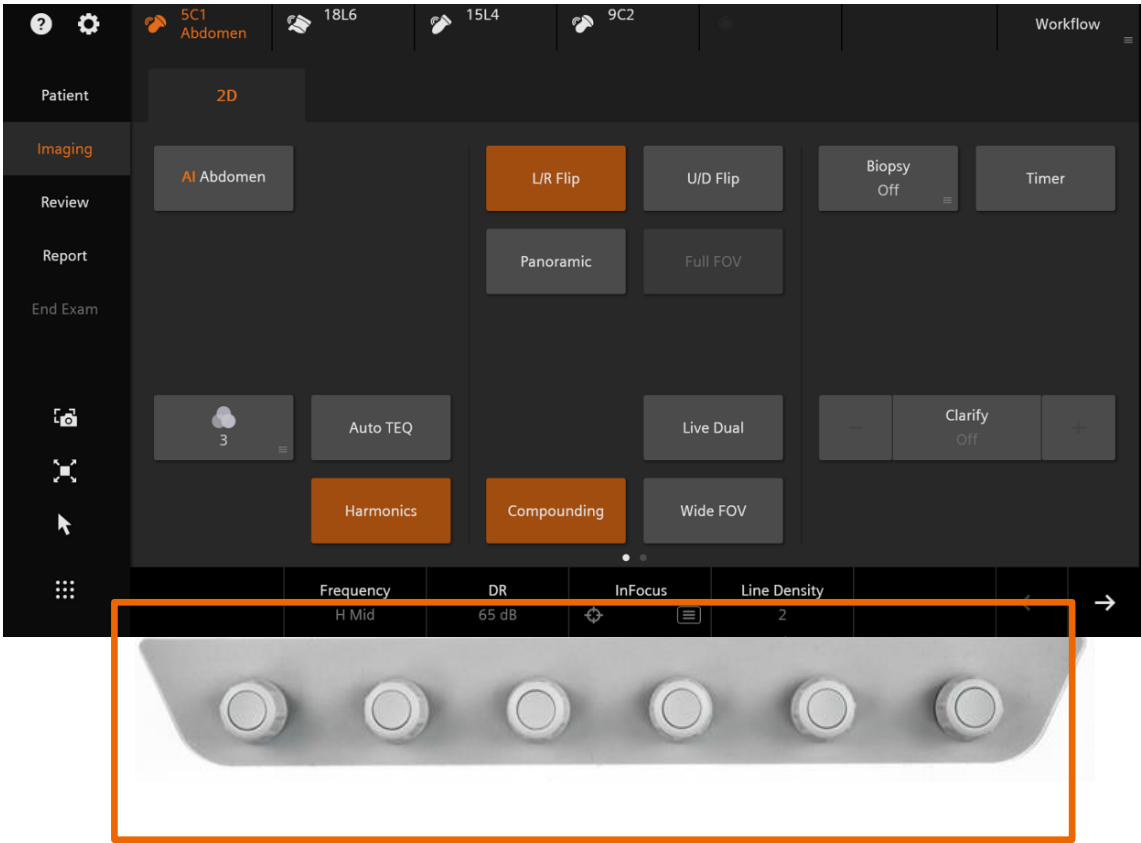 ?
5C1
Abdomen
18L6
15L4
9C2
Workflow
Patient
2D
Imaging
AI Abdomen
L/R Flip
U/D Flip
Biopsy
Off
Timer
Review
Report
Panoramic
Full FOV
End Exam
3
Auto TEQ
Live Dual
−
Clarify
Off
+
Harmonics
Compounding
Wide FOV
Frequency
H Mid
DR
65 dB
InFocus
Line Density
2